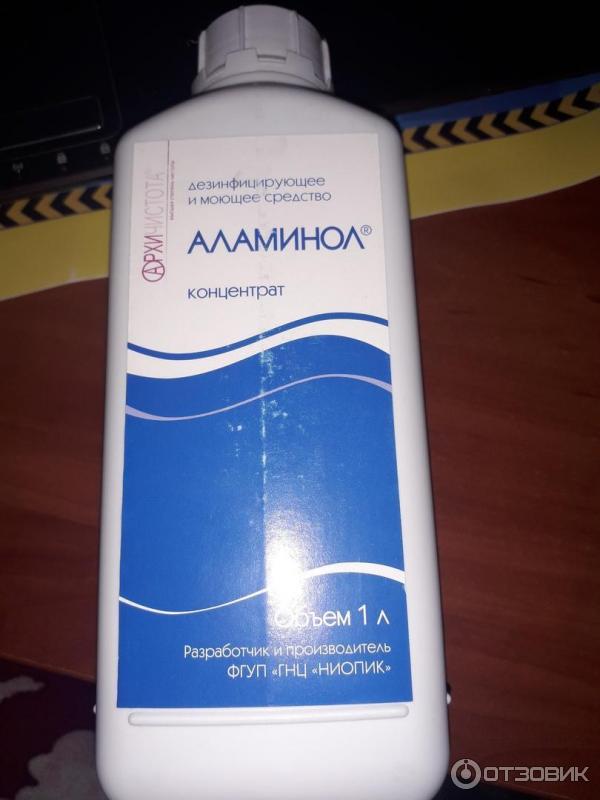 АРХИЧИСТОТА
дезинфицирующее
и моющее средство
АЛАМИНОЛ®
концентрат
Объем 1 л
Разработчик и производитель
ФГУП «ГНЦ «НИОПИК»
ОТЗОВИК